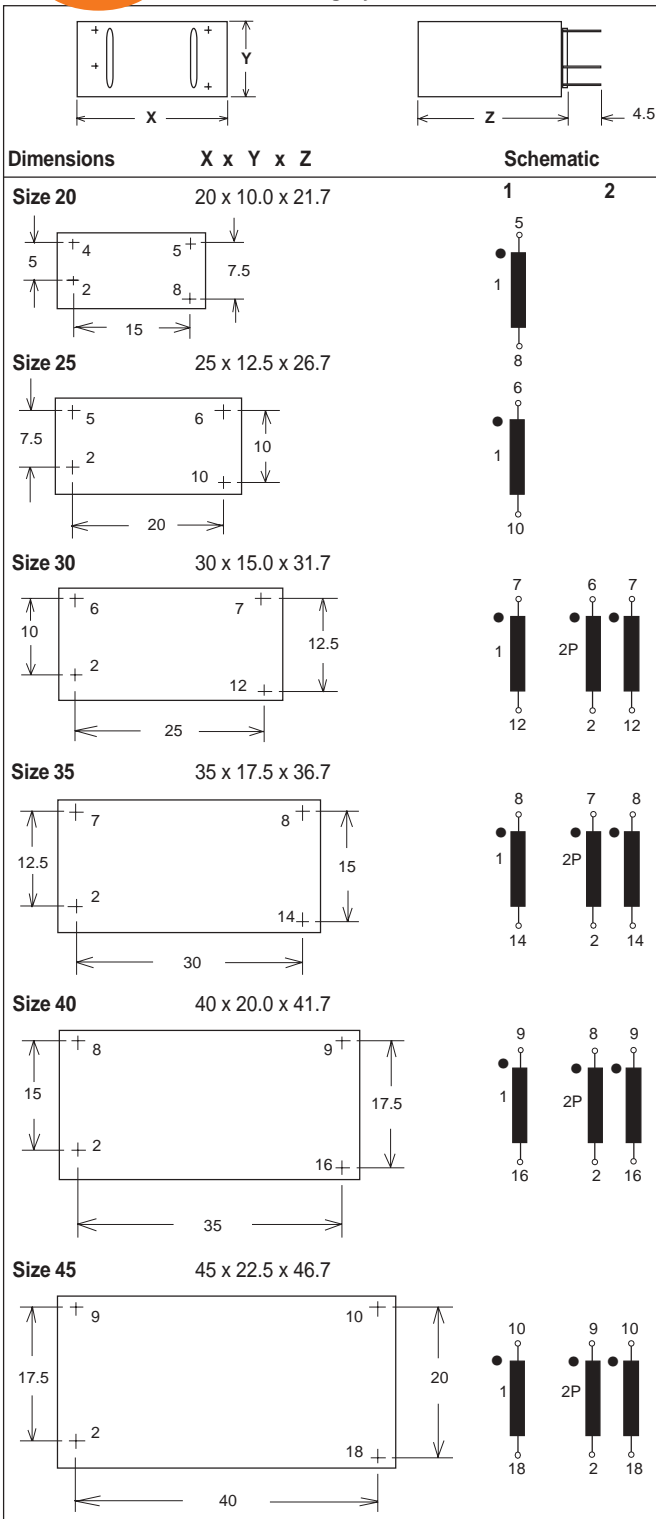 Y
X
Z
4.5
Dimensions X x Y x Z Schematic
Size 20 20 x 10.0 x 21.7 1 2
5
4 5
5 7.5
2 8
15
1
8
Size 25 25 x 12.5 x 26.7
6
5 6
7.5 10
2
10
20
1
10
Size 30 30 x 15.0 x 31.7
7 6 7
6 7
10 12.5
2 12
25
1 2P
12 2 12
Size 35 35 x 17.5 x 36.7
8 7 8
7 8
12.5 15
2 14
30
1 2P
14 2 14
Size 40 40 x 20.0 x 41.7
9 8 9
8 9
15 17.5
2 16
35
1 2P
16 2 16
Size 45 45 x 22.5 x 46.7
9 10
17.5 20
2 18
40
10 9 10
1 2P
18 2 18